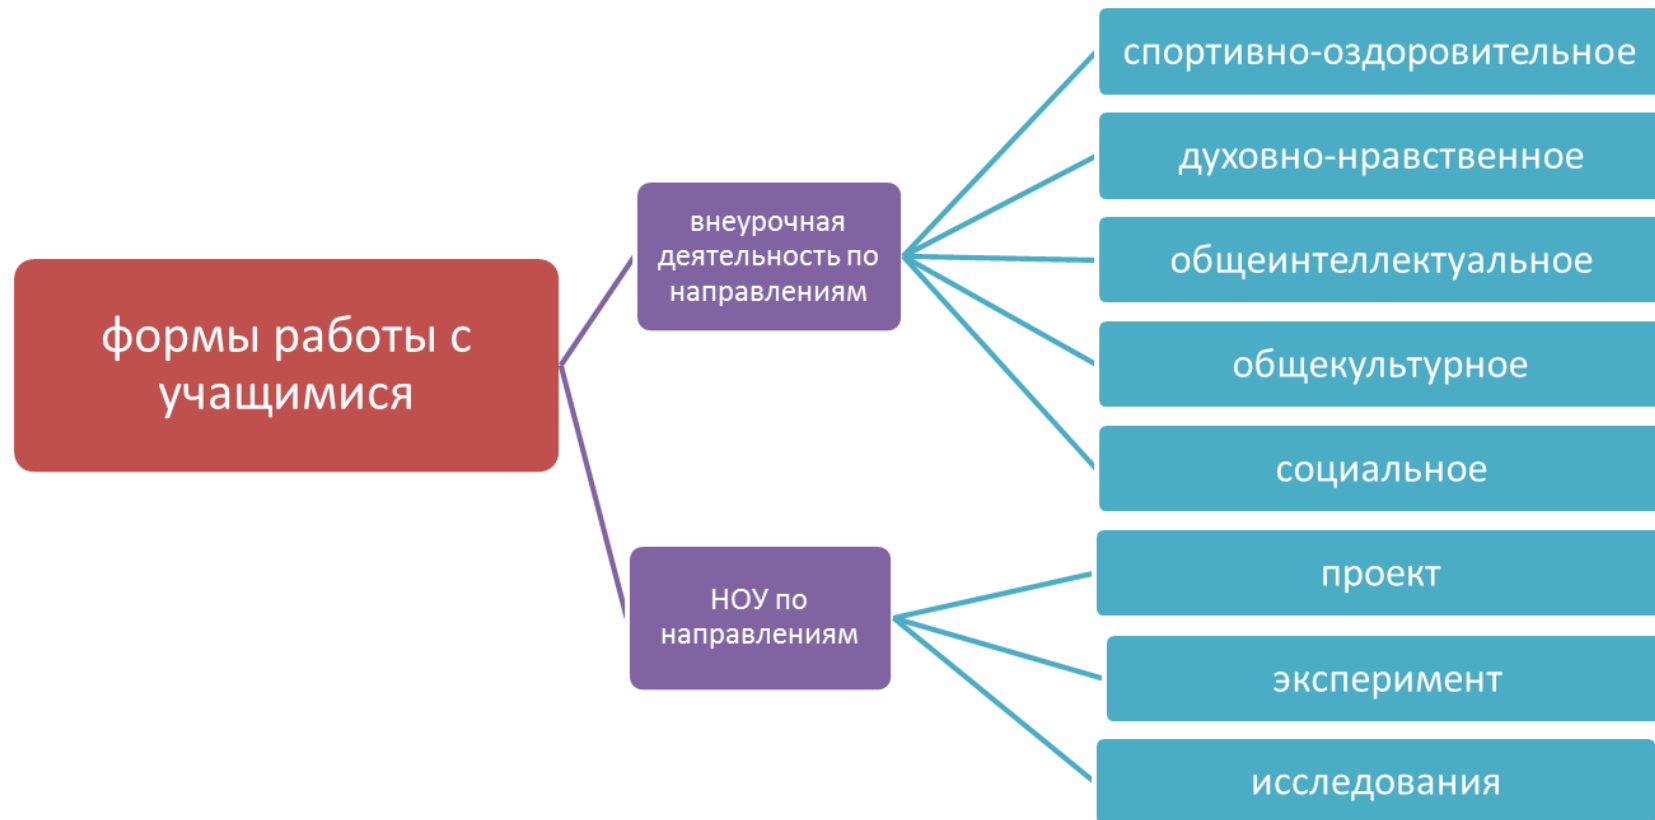 формы работы с
учащимися
внеурочная
деятельность по
направлениям
спортивно-оздоровительное
духовно-нравственное
общеинтеллектуальное
общекультурное
социальное
НОУ по
направлениям
проект
эксперимент
исследования